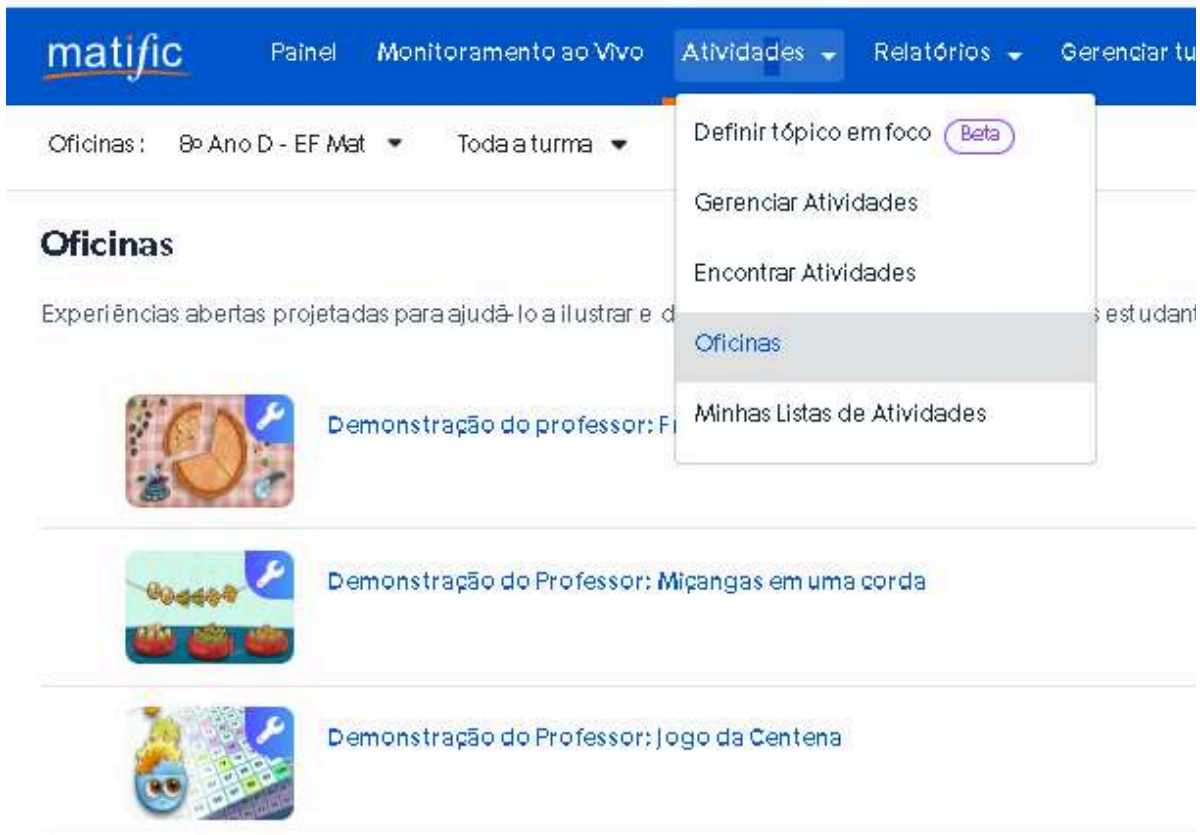 matific Painel Monitoramento ao Vivo Atividades Relatórios Gerenciar tu
Oficinas: 8º Ano D - EF Mat Toda a turma
Definir tópico em foco Beta
Gerenciar Atividades
Encontrar Atividades
Oficinas
Minhas Listas de Atividades
Oficinas
Experiências abertas projetadas para ajudá-lo a ilustrar e d s estudant
Demonstração do professor: F
Demonstração do Professor: Miçangas em uma corda
Demonstração do Professor: Jogo da Centena